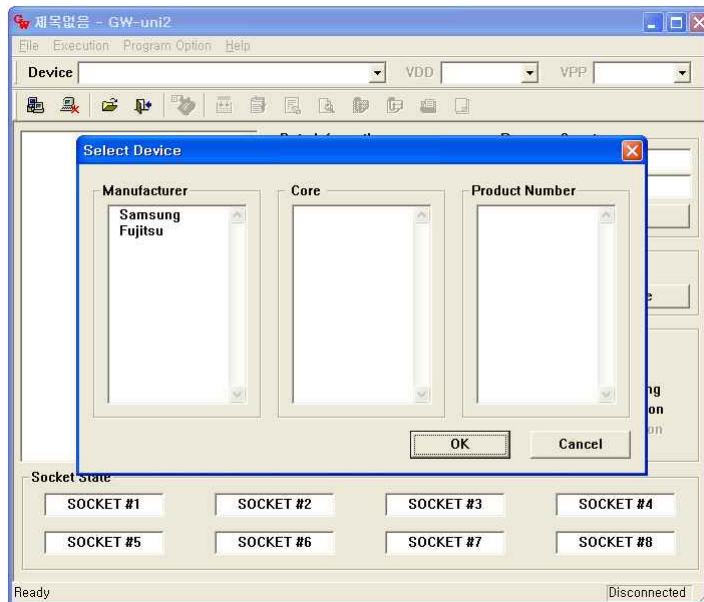 GW 제목없음 - GW-uni2
File Execution Program Option Help
Device VDD VPP
Select Device
Manufacturer Core Product Number
Samsung
Fujitsu
OK Cancel
Socket State
SOCKET #1 SOCKET #2 SOCKET #3 SOCKET #4
SOCKET #5 SOCKET #6 SOCKET #7 SOCKET #8
Ready Disconnected